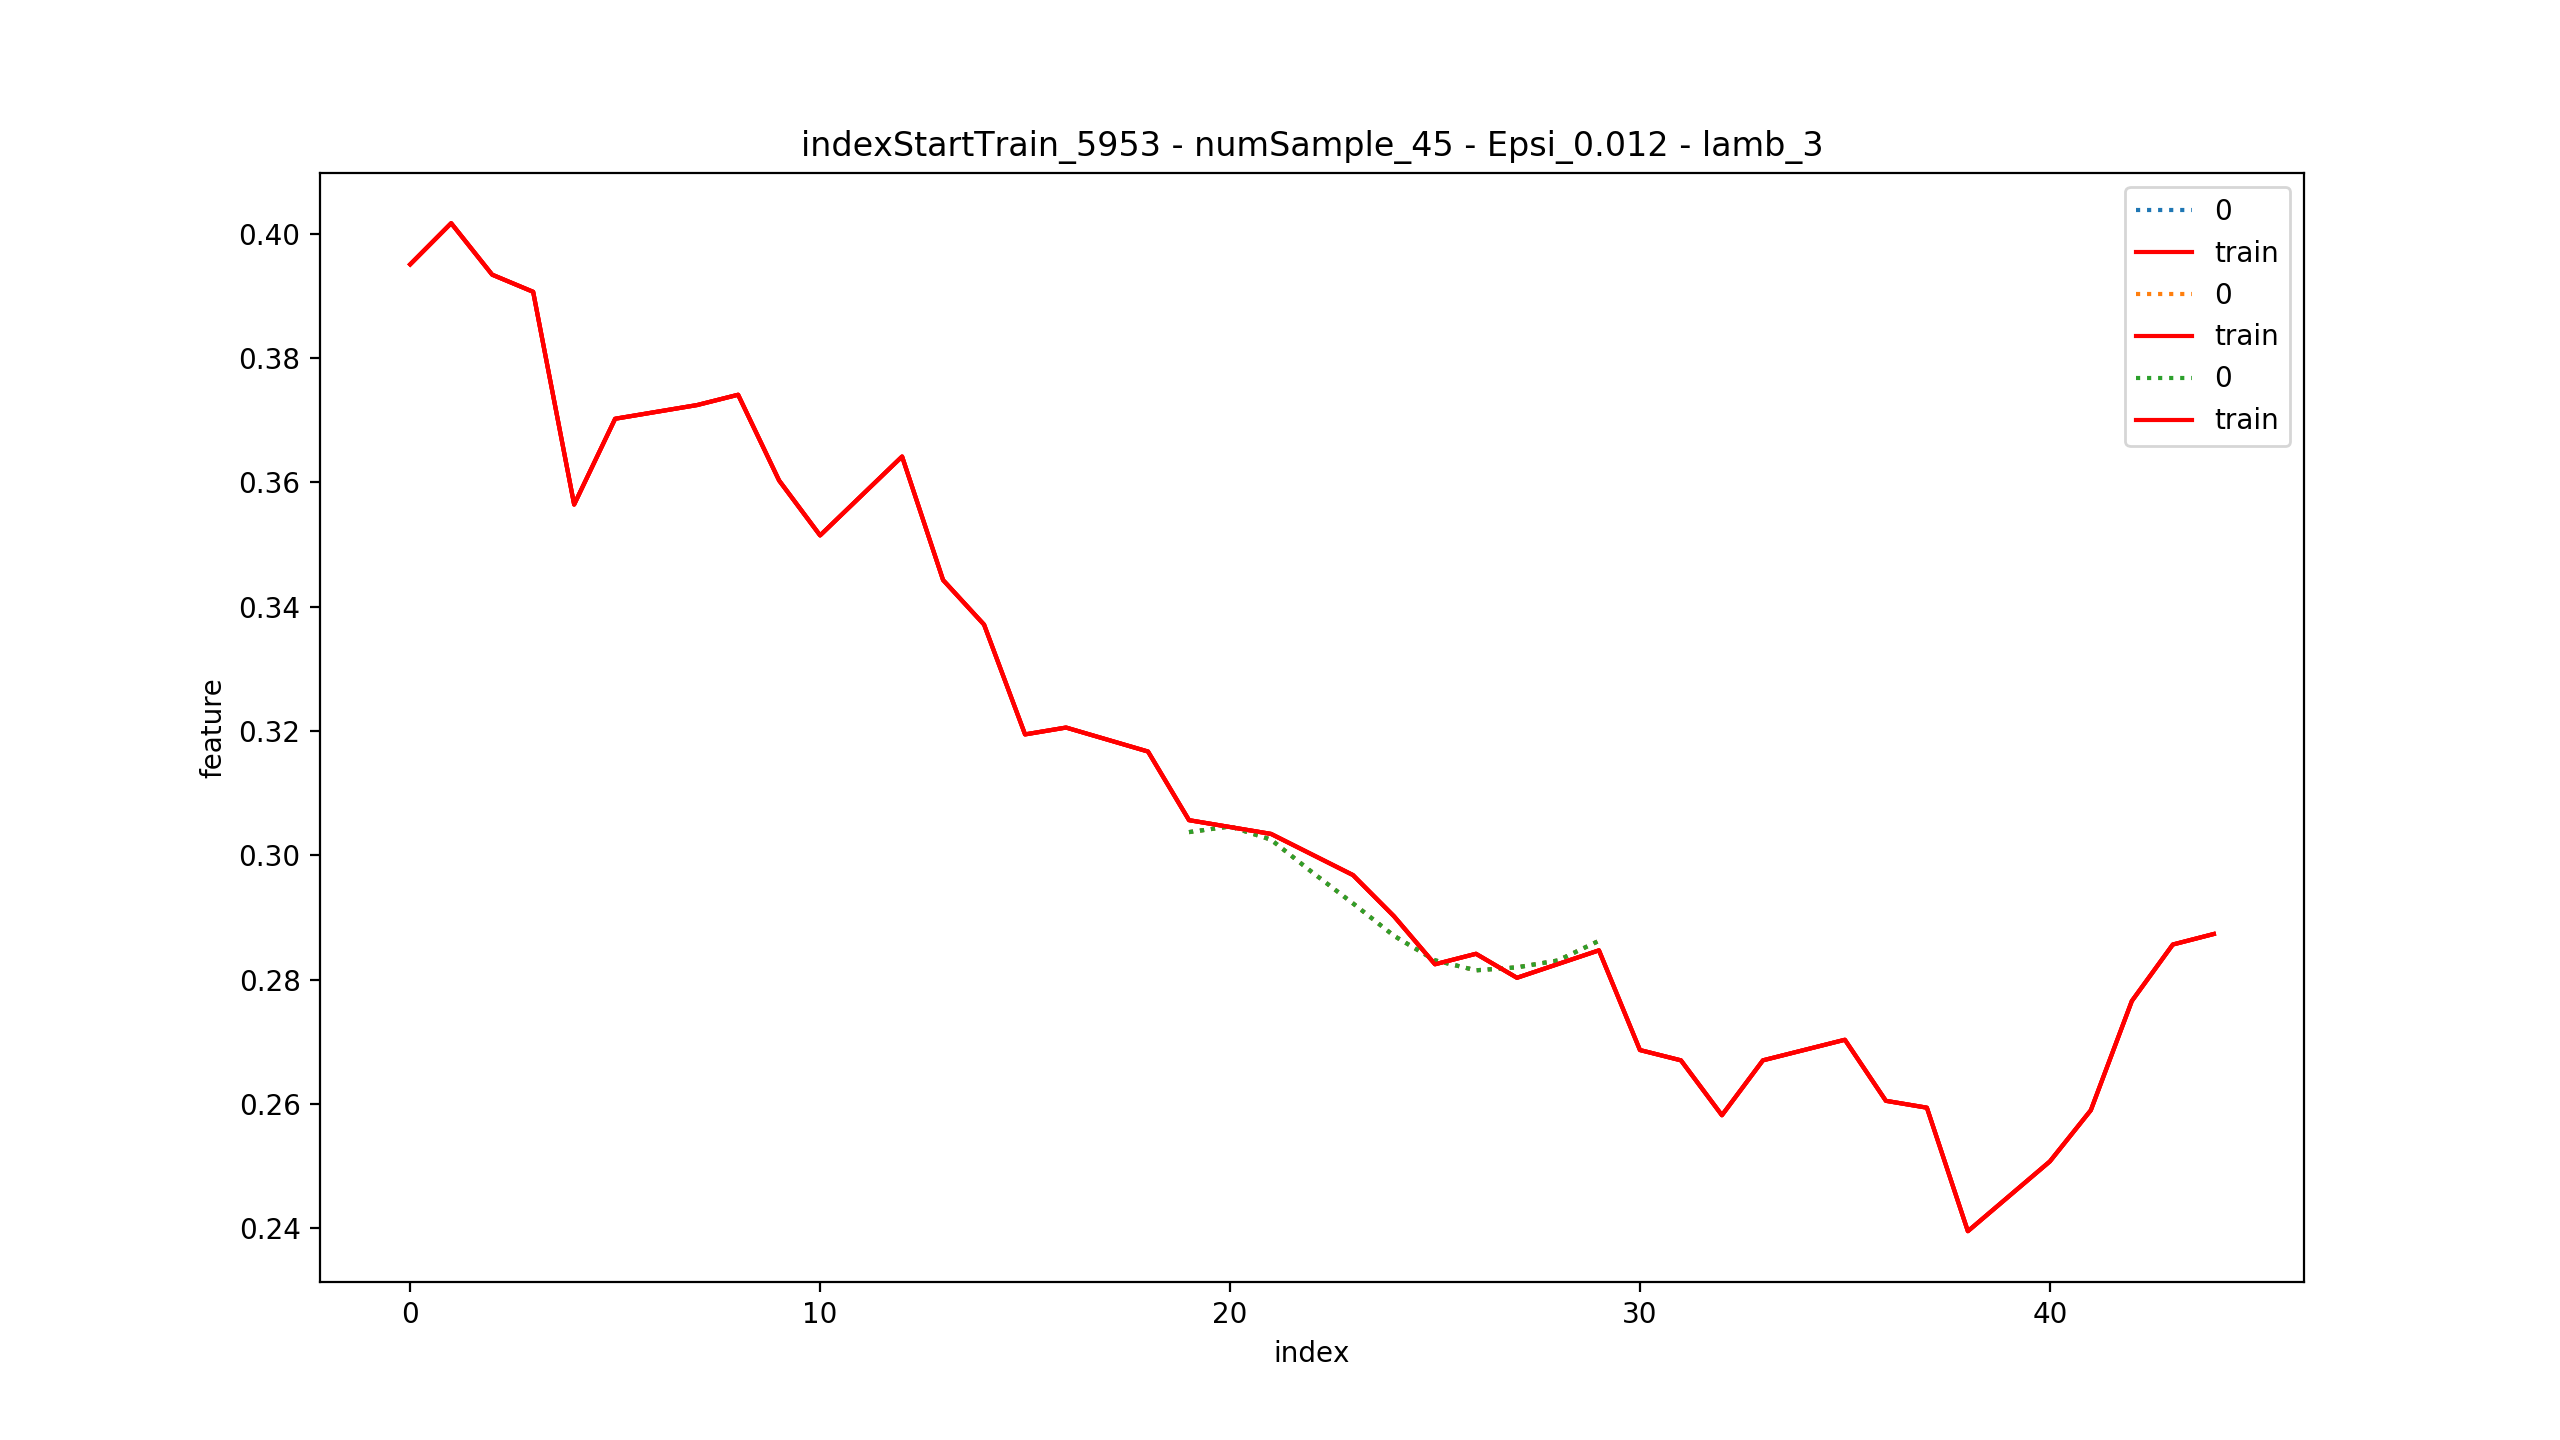 indexStartTrain_5953 - numSample_45 - Epsi_0.012 - lamb_3
0
train
0
train
0
train
0.40
0.38
0.36
0.34
0.32
0.30
0.28
0.26
0.24
feature
0 10 20 30 40
index